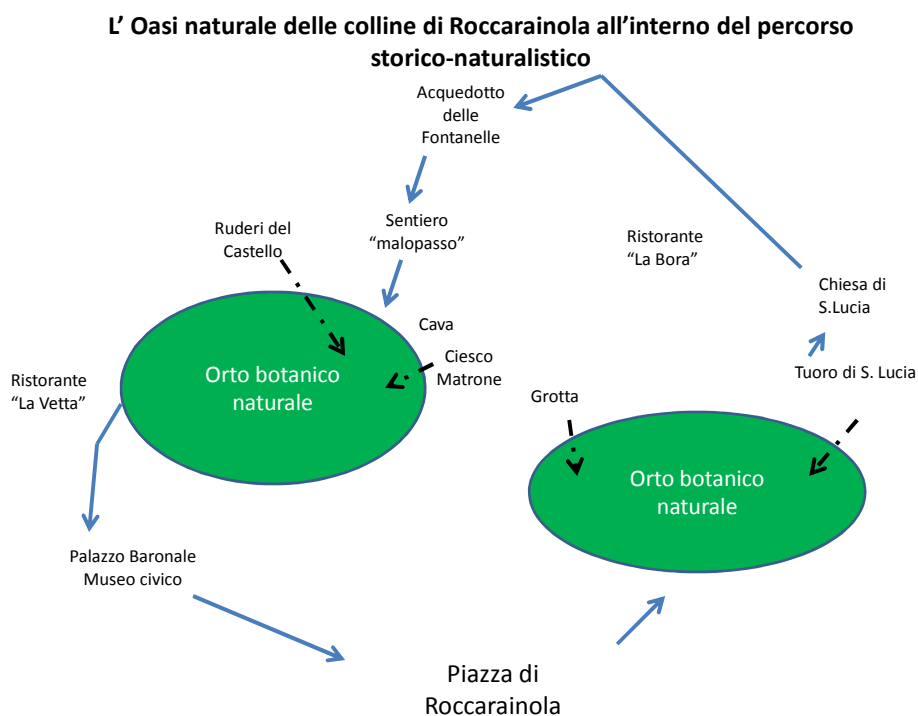 L’ Oasi naturale delle colline di Roccarainola all’interno del percorso
storico-naturalistico
Acquedotto
delle
Fontanelle
Ruderi del
Castello
Sentiero
“malopasso”
Ristorante
“La Bora”
Chiesa di
S.Lucia
Cava
Ciesco
Matrone
Tuoro di S. Lucia
Ristorante
“La Vetta”
Orto botanico
naturale
Grotta
Orto botanico
naturale
Palazzo Baronale
Museo civico
Piazza di
Roccarainola